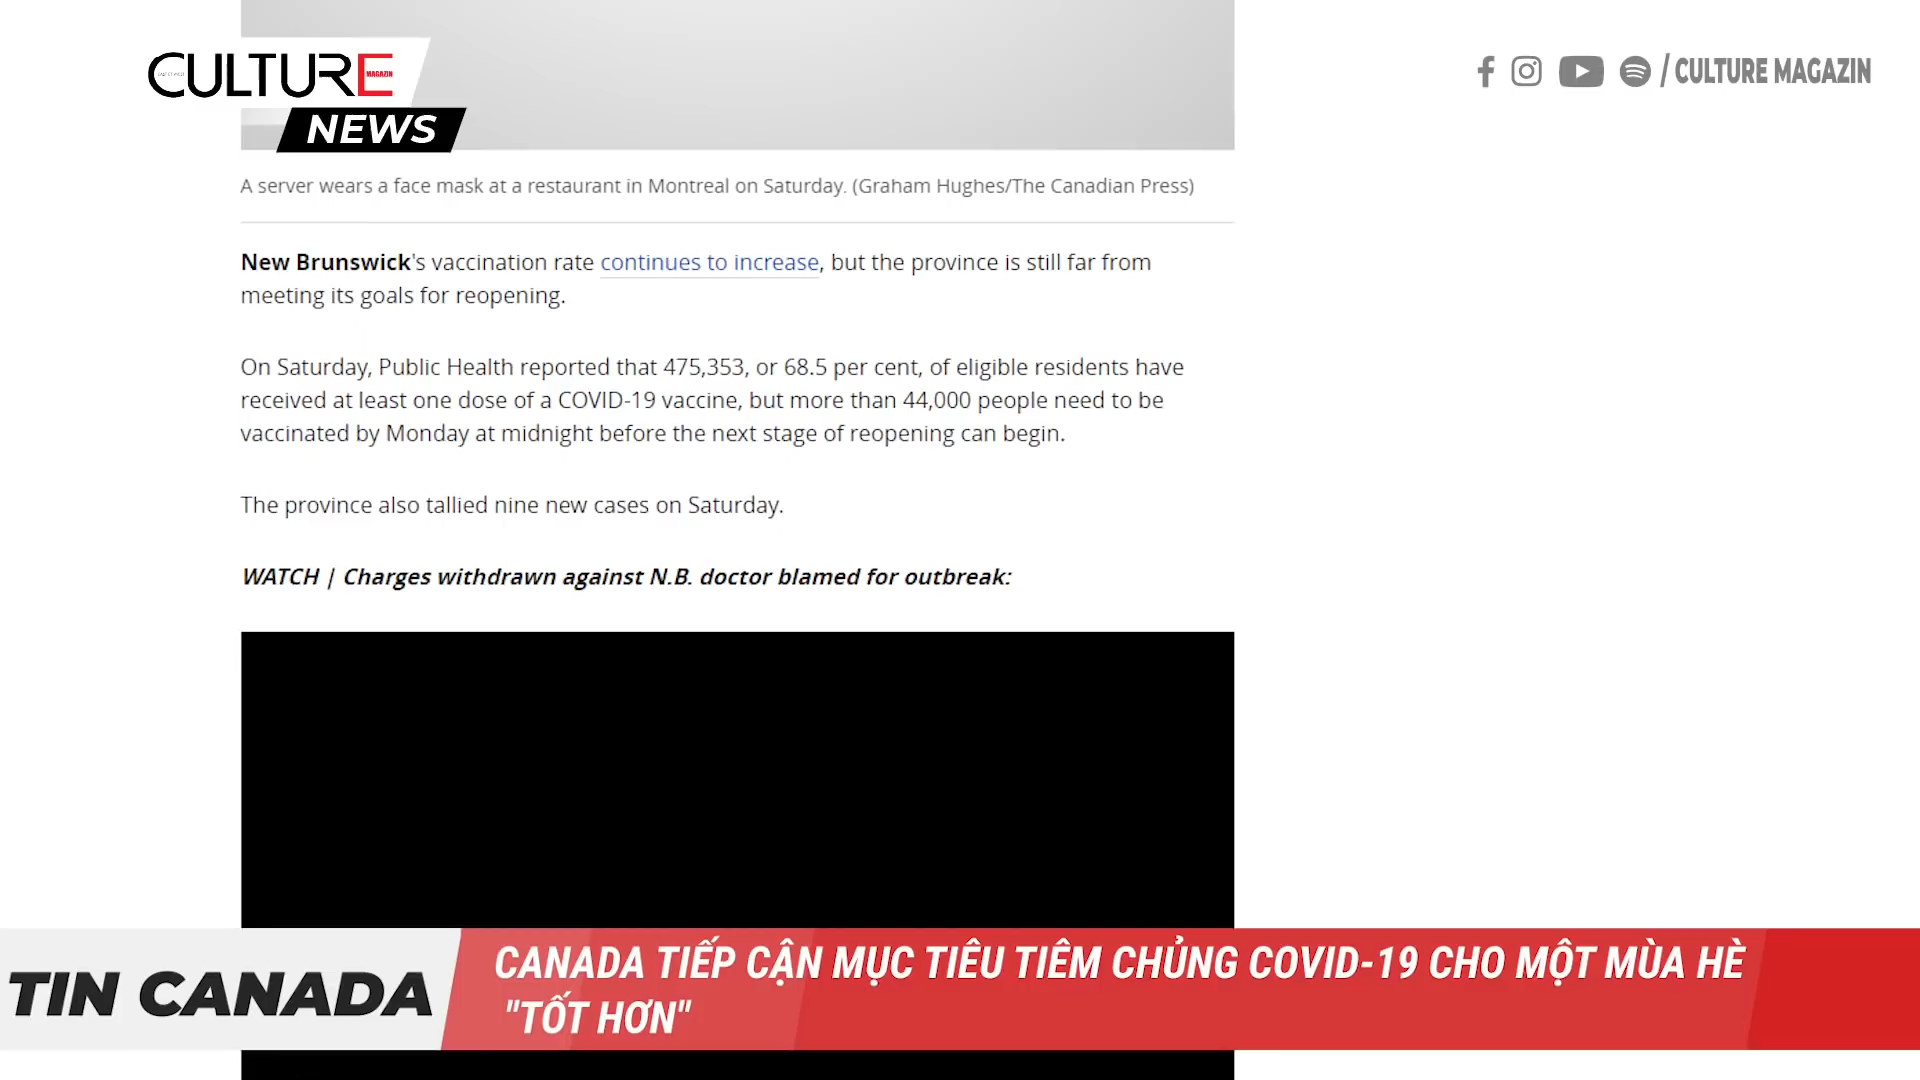 CULTURE
MAGAZIN
NEWS
/ CULTURE MAGAZIN
A server wears a face mask at a restaurant in Montreal on Saturday. (Graham Hughes/The Canadian Press)
New Brunswick's vaccination rate continues to increase, but the province is still far from
meeting its goals for reopening.
On Saturday, Public Health reported that 475,353, or 68.5 per cent, of eligible residents have
received at least one dose of a COVID-19 vaccine, but more than 44,000 people need to be
vaccinated by Monday at midnight before the next stage of reopening can begin.
The province also tallied nine new cases on Saturday.
WATCH | Charges withdrawn against N.B. doctor blamed for outbreak:
TIN CANADA
CANADA TIẾP CẬN MỤC TIÊU TIÊM CHỦNG COVID-19 CHO MỘT MÙA HÈ
"TỐT HƠN"